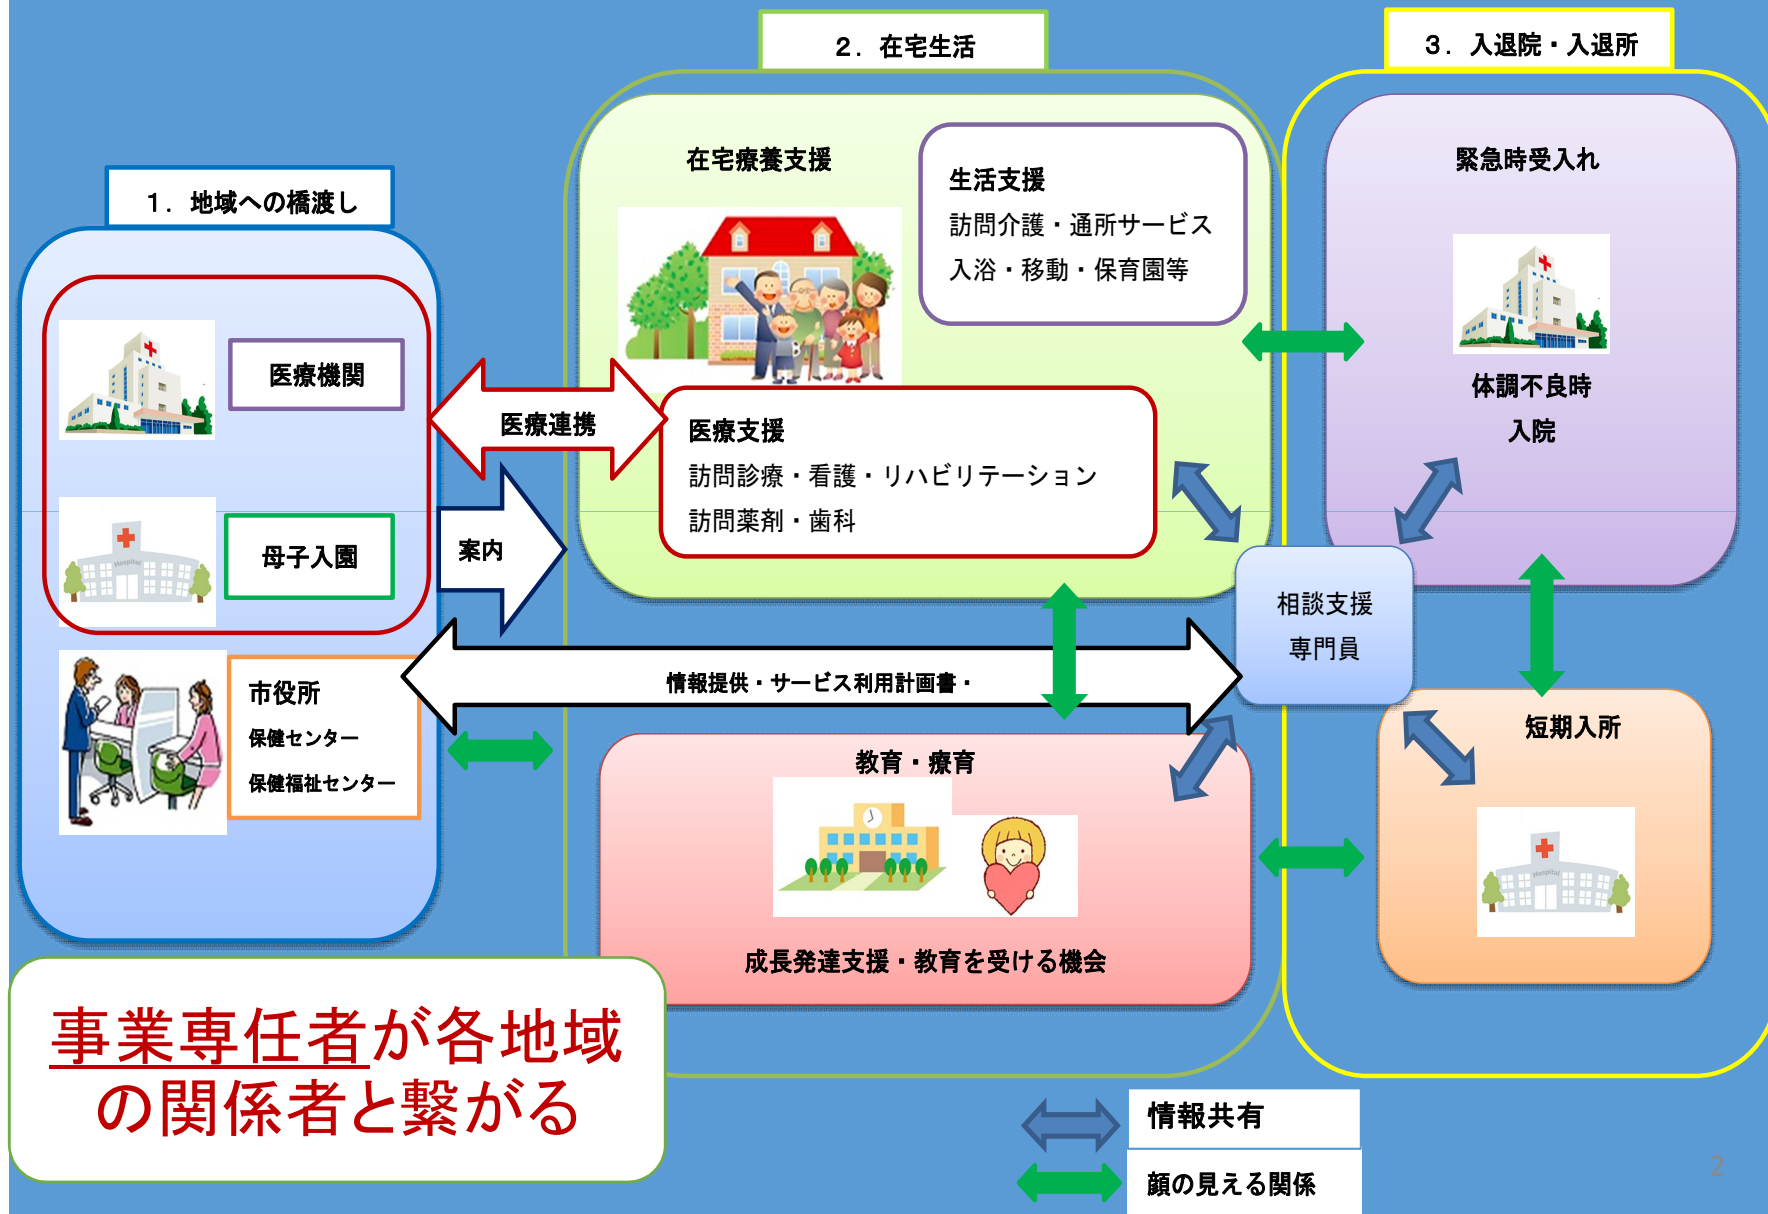 1．地域への橋渡し
医療機関
Hospital
母子入園
市役所
保健センター
保健福祉センター
医療連携
案内
情報提供・サービス利用計画書・
2．在宅生活
在宅療養支援
生活支援
訪問介護・通所サービス
入浴・移動・保育園等
医療支援
訪問診療・看護・リハビリテーション
訪問薬剤・歯科
教育・療育
成長発達支援・教育を受ける機会
相談支援
専門員
3．入退院・入退所
緊急時受入れ
体調不良時
入院
短期入所
Hospital
事業専任者が各地域
の関係者と繋がる
情報共有
顔の見える関係
2